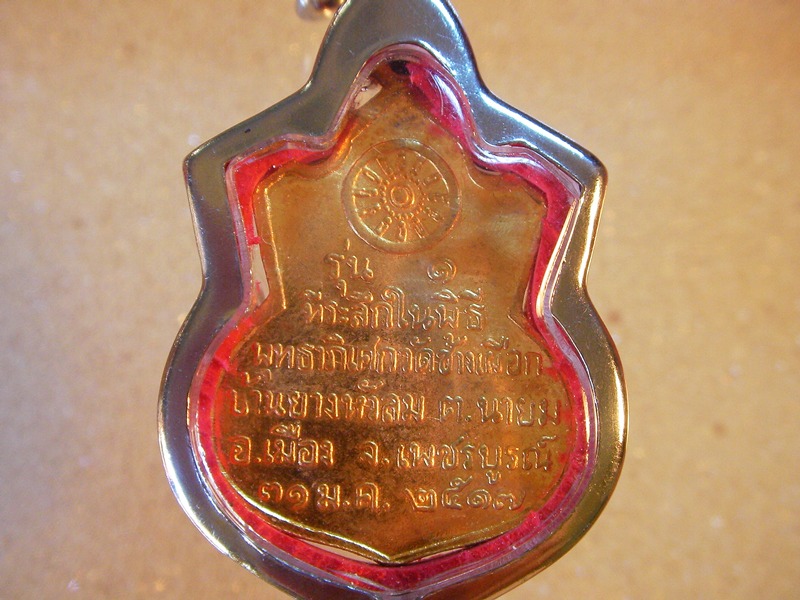 รุ่น ๑
ที่ระลึกในพิธี
พุทธาภิเศกวัดช้างเผือก
บ้านยางหัวลม ต.นายม
อ.เมือง จ.เพชรบูรณ์
๓๑ ม.ค. ๒๕๑๗